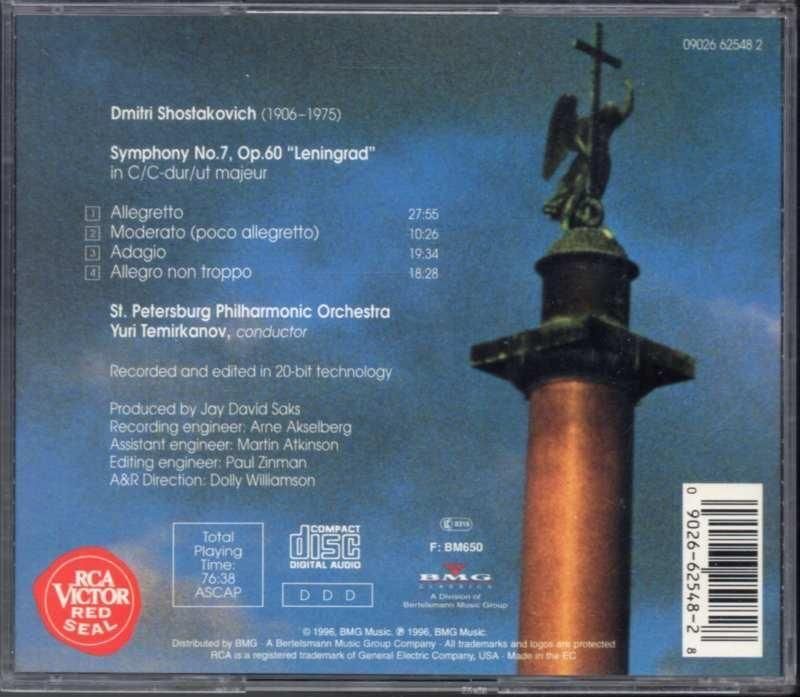 09026 62548 2
Dmitri Shostakovich (1906–1975)
Symphony No.7, Op.60 "Leningrad"
in C/C-dur/ut majeur
1 Allegretto 27:55
2 Moderato (poco allegretto) 10:26
3 Adagio 19:34
4 Allegro non troppo 18:28
St. Petersburg Philharmonic Orchestra
Yuri Temirkanov, conductor
Recorded and edited in 20-bit technology
Produced by Jay David Saks
Recording engineer: Arne Akselberg
Assistant engineer: Martin Atkinson
Editing engineer: Paul Zinman
A&R Direction: Dolly Williamson
Total
Playing
Time:
76:38
ASCAP
COMPACT
disc
DIGITAL AUDIO
D D D
F: BM650
BMG
CLASSICS
A Division of
Bertelsmann Music Group
RCA
VICTOR
RED
SEAL
0 9026-62548-2 8
© 1996, BMG Music. ℗ 1996, BMG Music.
Distributed by BMG · A Bertelsmann Music Group Company · All trademarks and logos are protected
RCA is a registered trademark of General Electric Company, USA · Made in the EC